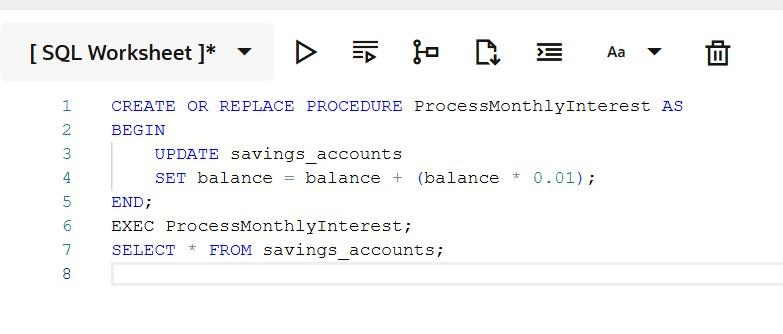 [ SQL Worksheet ]*
Aa
1 CREATE OR REPLACE PROCEDURE ProcessMonthlyInterest AS
2 BEGIN
3     UPDATE savings_accounts
4     SET balance = balance + (balance * 0.01);
5 END;
6 EXEC ProcessMonthlyInterest;
7 SELECT * FROM savings_accounts;
8